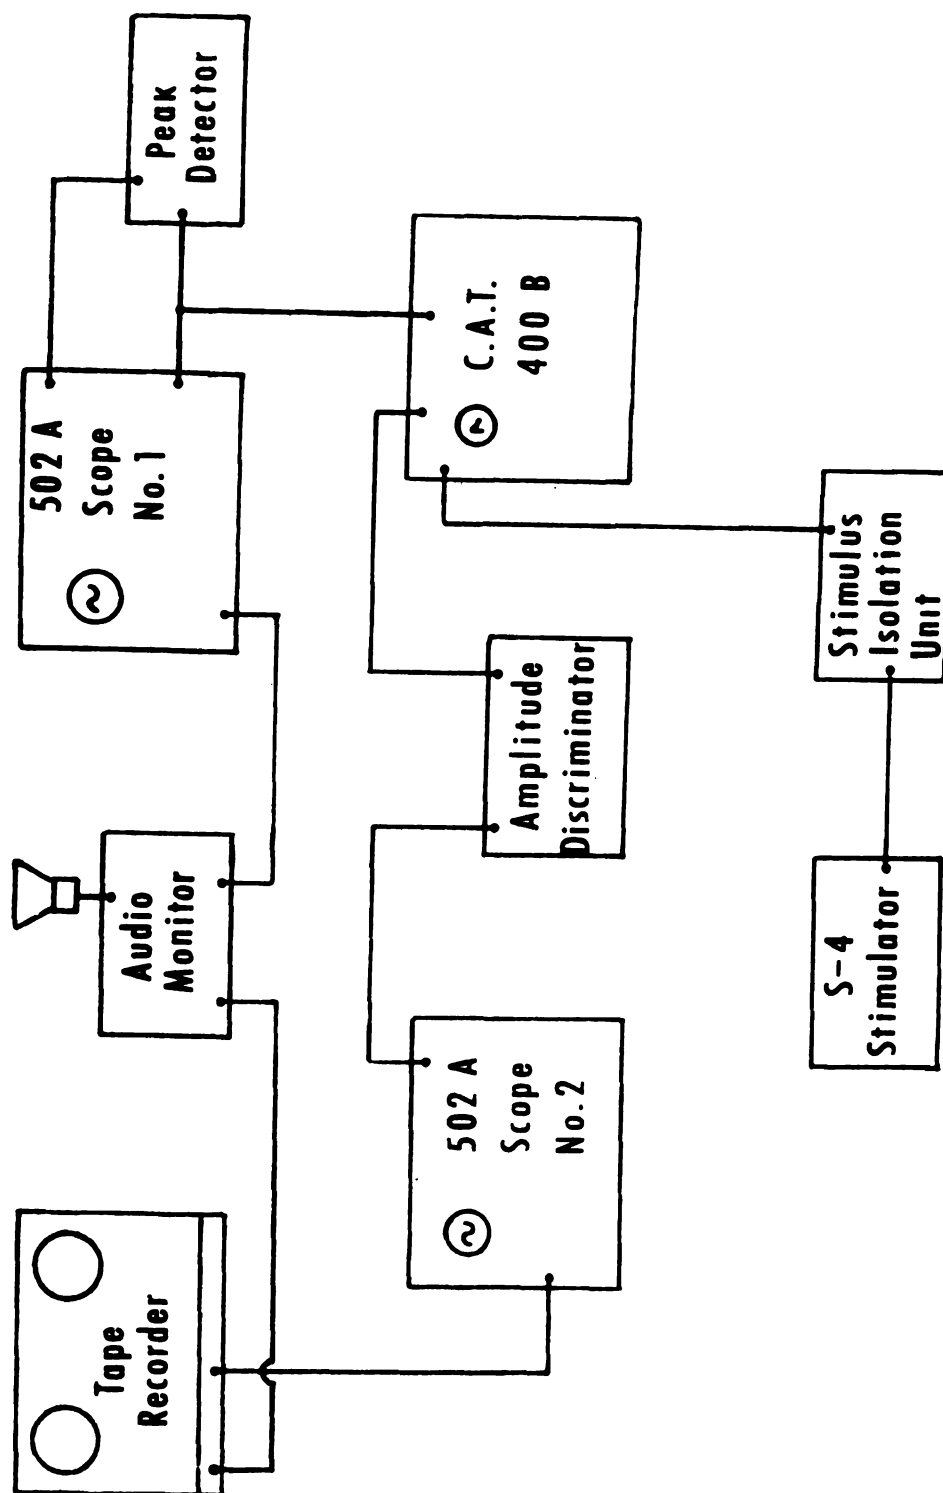 Tape
Recorder
Audio
Monitor
502 A
Scope
No.1
Peak
Detector
502 A
Scope
No.2
Amplitude
Discriminator
C.A.T.
400 B
S-4
Stimulator
Stimulus
Isolation
Unit